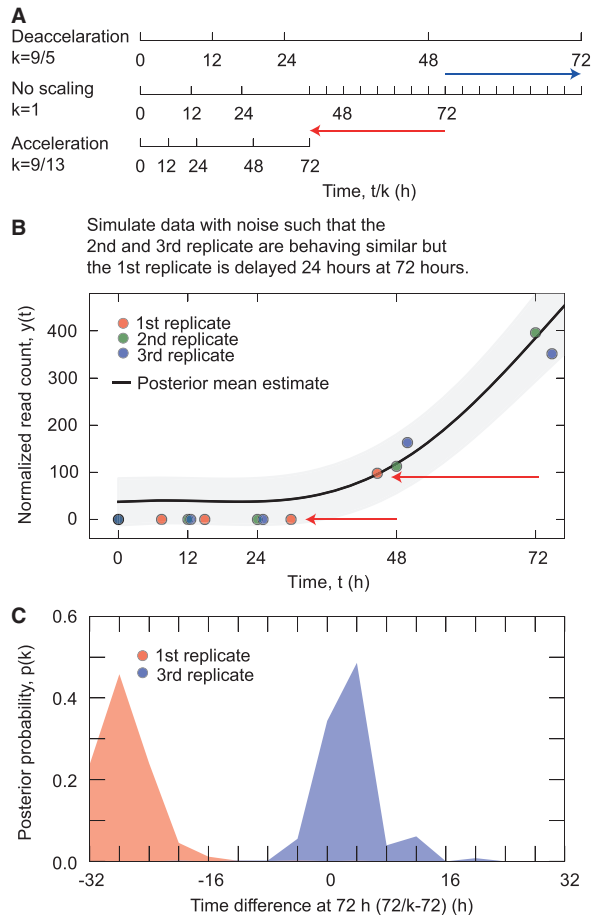 A
Deaccelaration
k=9/5
0 12 24 48 72
No scaling
k=1
0 12 24 48 72
Acceleration
k=9/13
0 12 24 48 72
Time, t/k (h)
B
Simulate data with noise such that the
2nd and 3rd replicate are behaving similar but
the 1st replicate is delayed 24 hours at 72 hours.
Normalized read count, y(t)
400
300
200
100
0
1st replicate
2nd replicate
3rd replicate
Posterior mean estimate
0 12 24 48 72
Time, t (h)
C
Posterior probability, p(k)
0.6
0.4
0.2
0.0
1st replicate
3rd replicate
-32 -16 0 16 32
Time difference at 72 h (72/k-72) (h)